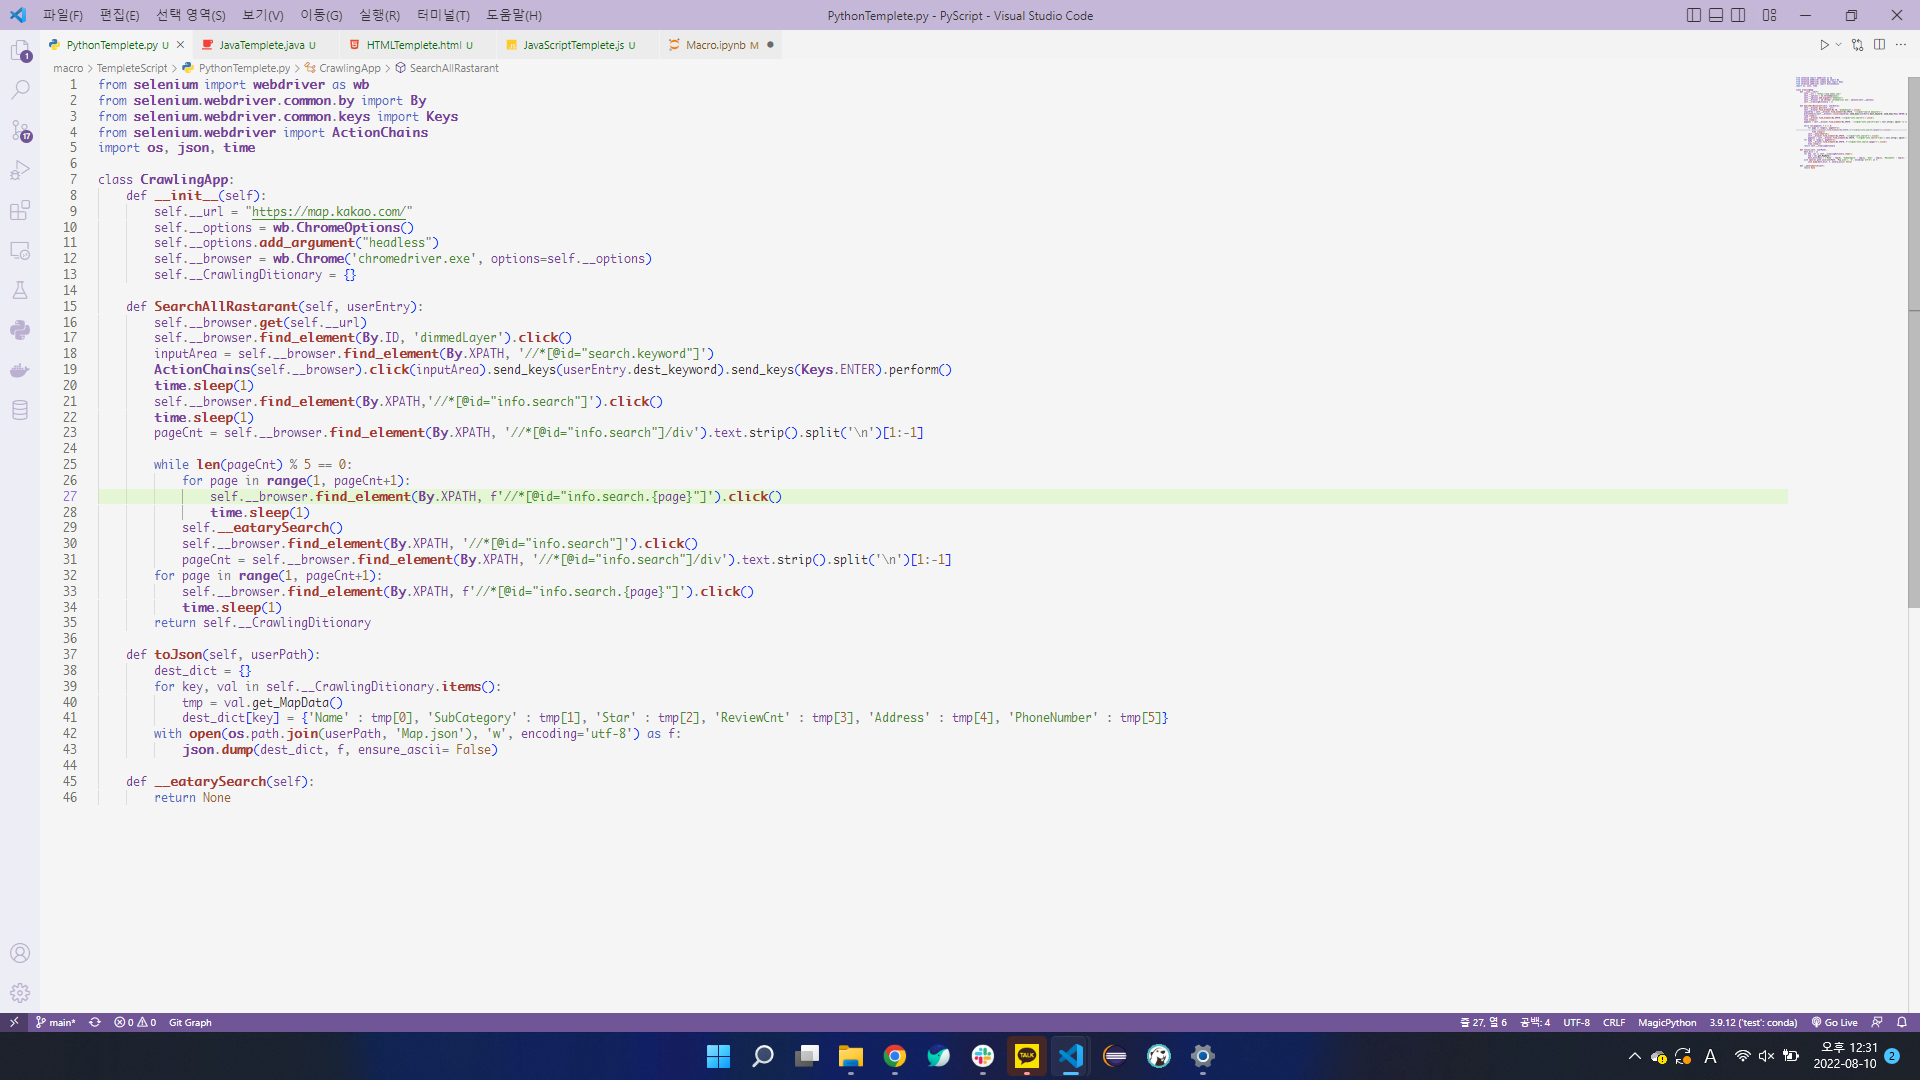 파일(F) 편집(E) 선택 영역(S) 보기(V) 이동(G) 실행(R) 터미널(T) 도움말(H) PythonTemplete.py - PyScript - Visual Studio Code
PythonTemplete.py U JavaTemplete.java U HTMLTemplete.html U JavaScriptTemplete.js U Macro.ipynb M
macro > TempleteScript > PythonTemplete.py > CrawlingApp > SearchAllRastarant
1 from selenium import webdriver as wb
2 from selenium.webdriver.common.by import By
3 from selenium.webdriver.common.keys import Keys
4 from selenium.webdriver import ActionChains
5 import os, json, time
6
7 class CrawlingApp:
8     def __init__(self):
9         self.__url = "https://map.kakao.com/"
10         self.__options = wb.ChromeOptions()
11         self.__options.add_argument("headless")
12         self.__browser = wb.Chrome('chromedriver.exe', options=self.__options)
13         self.__CrawlingDitionary = {}
14
15     def SearchAllRastarant(self, userEntry):
16         self.__browser.get(self.__url)
17         self.__browser.find_element(By.ID, 'dimmedLayer').click()
18         inputArea = self.__browser.find_element(By.XPATH, '//*[@id="search.keyword"]')
19         ActionChains(self.__browser).click(inputArea).send_keys(userEntry.dest_keyword).send_keys(Keys.ENTER).perform()
20         time.sleep(1)
21         self.__browser.find_element(By.XPATH,'//*[@id="info.search"]').click()
22         time.sleep(1)
23         pageCnt = self.__browser.find_element(By.XPATH, '//*[@id="info.search"]/div').text.strip().split('\n')[1:-1]
24
25         while len(pageCnt) % 5 == 0:
26             for page in range(1, pageCnt+1):
27                 self.__browser.find_element(By.XPATH, f'//*[@id="info.search.{page}"]').click()
28                 time.sleep(1)
29             self.__eatarySearch()
30             self.__browser.find_element(By.XPATH, '//*[@id="info.search"]').click()
31             pageCnt = self.__browser.find_element(By.XPATH, '//*[@id="info.search"]/div').text.strip().split('\n')[1:-1]
32         for page in range(1, pageCnt+1):
33             self.__browser.find_element(By.XPATH, f'//*[@id="info.search.{page}"]').click()
34             time.sleep(1)
35         return self.__CrawlingDitionary
36
37     def toJson(self, userPath):
38         dest_dict = {}
39         for key, val in self.__CrawlingDitionary.items():
40             tmp = val.get_MapData()
41             dest_dict[key] = {'Name' : tmp[0], 'SubCategory' : tmp[1], 'Star' : tmp[2], 'ReviewCnt' : tmp[3], 'Address' : tmp[4], 'PhoneNumber' : tmp[5]}
42         with open(os.path.join(userPath, 'Map.json'), 'w', encoding='utf-8') as f:
43             json.dump(dest_dict, f, ensure_ascii= False)
44
45     def __eatarySearch(self):
46         return None
1
17
main* 0 0 Git Graph 줄 27, 열 6 공백: 4 UTF-8 CRLF MagicPython 3.9.12 ('test': conda) Go Live
TALK
A 오후 12:31
2022-08-10 2